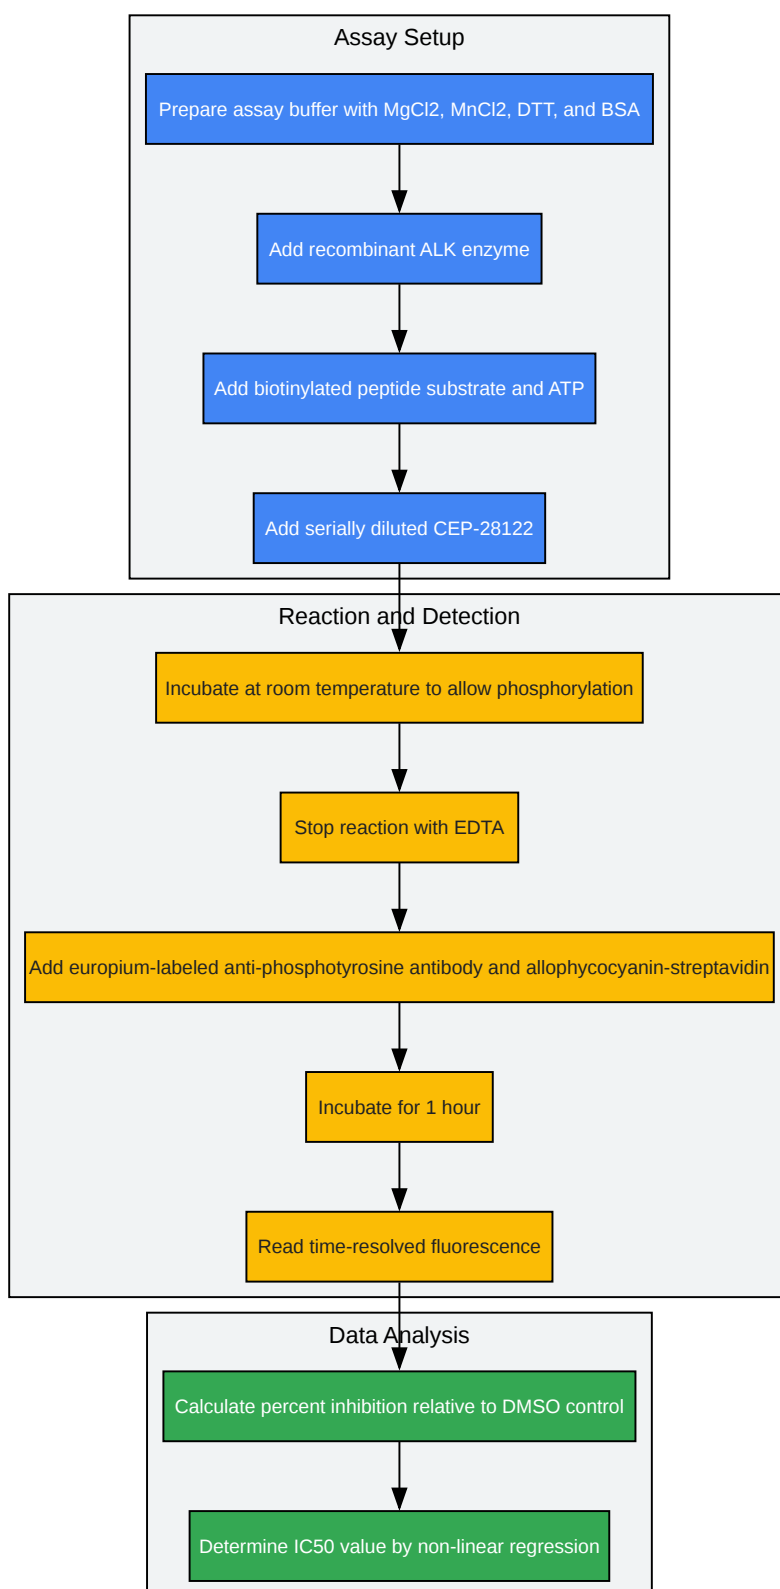 Assay Setup
Prepare assay buffer with MgCl2, MnCl2, DTT, and BSA
Add recombinant ALK enzyme
Add biotinylated peptide substrate and ATP
Add serially diluted CEP-28122
Reaction and Detection
Incubate at room temperature to allow phosphorylation
Stop reaction with EDTA
Add europium-labeled anti-phosphotyrosine antibody and allophycocyanin-streptavidin
Incubate for 1 hour
Read time-resolved fluorescence
Data Analysis
Calculate percent inhibition relative to DMSO control
Determine IC50 value by non-linear regression